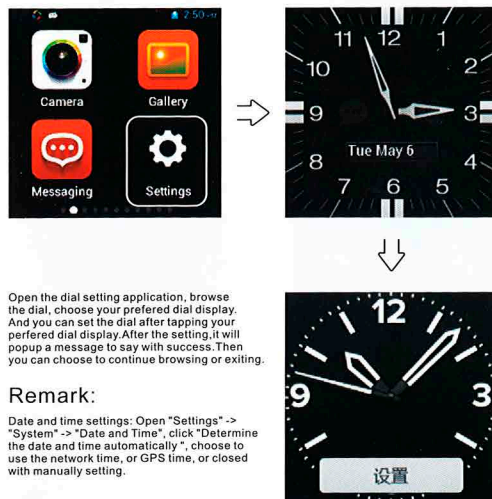 2:50
Camera
Gallery
Messaging
Settings
11 12 1
10 2
9 3
8 Tue May 6 4
7 6 5
Open the dial setting application, browse
the dial, choose your prefered dial display.
And you can set the dial after tapping your
perfered dial display.After the setting,it will
popup a message to say with success.Then
you can choose to continue browsing or exiting.
Remark:
Date and time settings: Open "Settings" ->
"System" -> "Date and Time", click "Determine
the date and time automatically ", choose to
use the network time, or GPS time, or closed
with manually setting.
12
9 3
设置